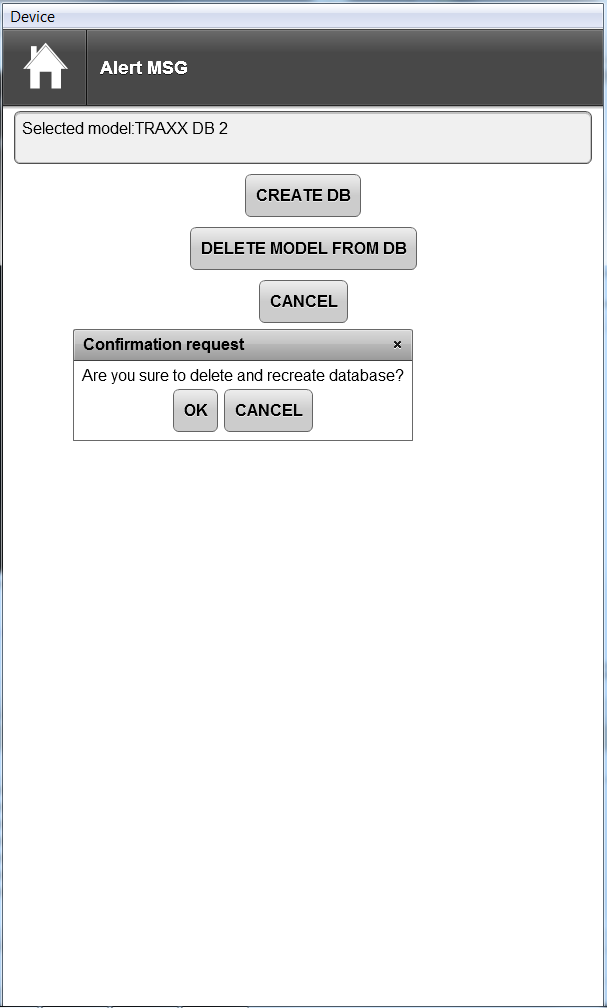 Device
Alert MSG
Selected model:TRAXX DB 2
CREATE DB
DELETE MODEL FROM DB
CANCEL
Confirmation request ×
Are you sure to delete and recreate database?
OK CANCEL